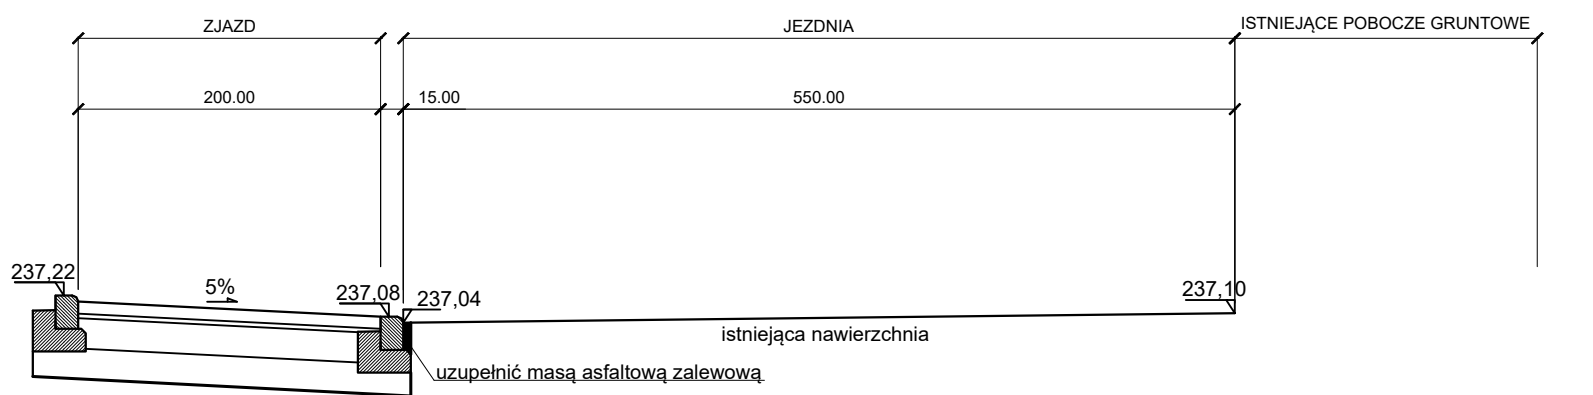 ZJAZD
JEZDNIA
ISTNIEJĄCE POBOCZE GRUNTOWE
200.00
15.00
550.00
237,22
5%
237,08
237,04
237,10
istniejąca nawierzchnia
uzupełnić masą asfaltową zalewową